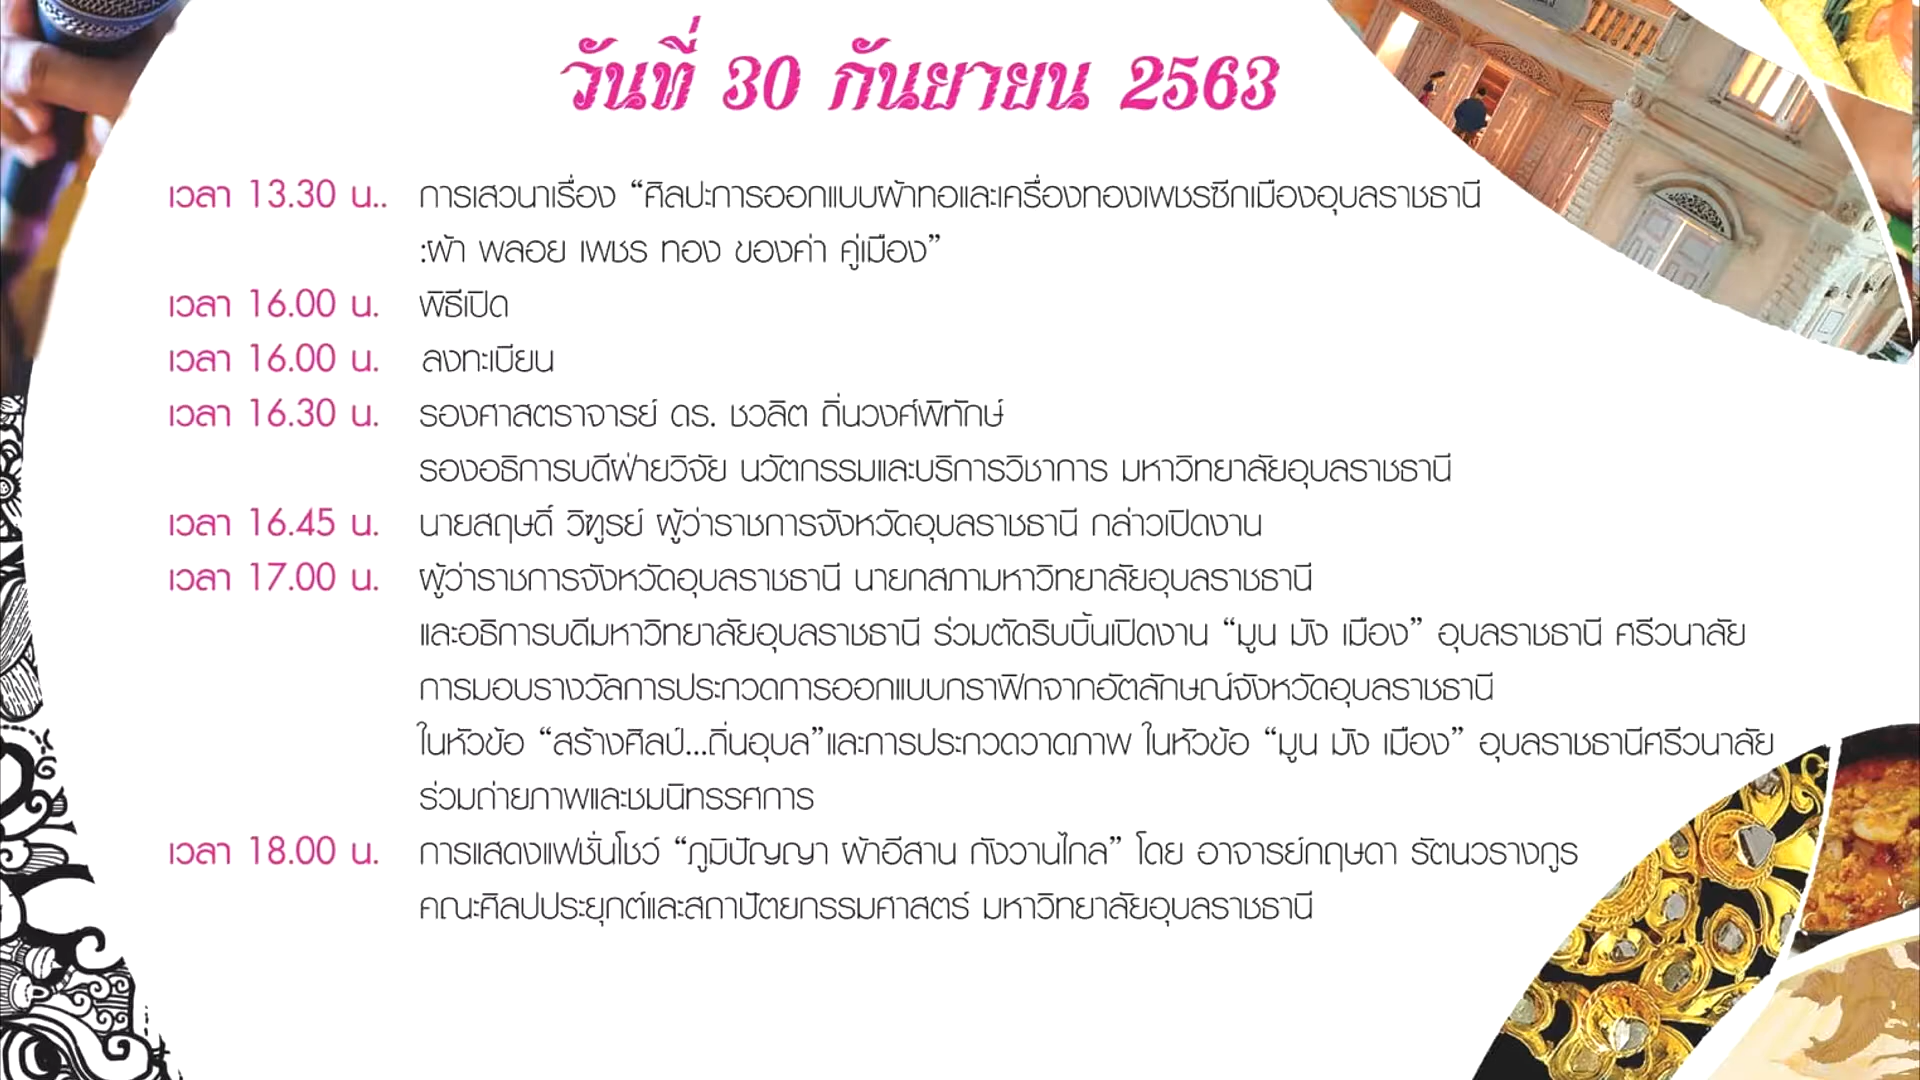 วันที่ 30 กันยายน 2563
เวลา 13.30 น.. การเสวนาเรื่อง “ศิลปะการออกแบบผ้าทอและเครื่องทองเพชรซีกเมืองอุบลราชธานี
:ผ้า พลอย เพชร ทอง ของค่า คู่เมือง”
เวลา 16.00 น. พิธีเปิด
เวลา 16.00 น. ลงทะเบียน
เวลา 16.30 น. รองศาสตราจารย์ ดร. ชวลิต ถิ่นวงศ์พิทักษ์
รองอธิการบดีฝ่ายวิจัย นวัตกรรมและบริการวิชาการ มหาวิทยาลัยอุบลราชธานี
เวลา 16.45 น. นายสฤษดิ์ วิฑูรย์ ผู้ว่าราชการจังหวัดอุบลราชธานี กล่าวเปิดงาน
เวลา 17.00 น. ผู้ว่าราชการจังหวัดอุบลราชธานี นายกสภามหาวิทยาลัยอุบลราชธานี
และอธิการบดีมหาวิทยาลัยอุบลราชธานี ร่วมตัดริบบิ้นเปิดงาน “มูน มัง เมือง” อุบลราชธานี ศรีวนาลัย
การมอบรางวัลการประกวดการออกแบบกราฟิกจากอัตลักษณ์จังหวัดอุบลราชธานี
ในหัวข้อ “สร้างศิลป์...ถิ่นอุบล”และการประกวดวาดภาพ ในหัวข้อ “มูน มัง เมือง” อุบลราชธานีศรีวนาลัย
ร่วมถ่ายภาพและชมนิทรรศการ
เวลา 18.00 น. การแสดงแฟชั่นโชว์ “ภูมิปัญญา ผ้าอีสาน กังวานไกล” โดย อาจารย์กฤษดา รัตนวรางกูร
คณะศิลปประยุกต์และสถาปัตยกรรมศาสตร์ มหาวิทยาลัยอุบลราชธานี